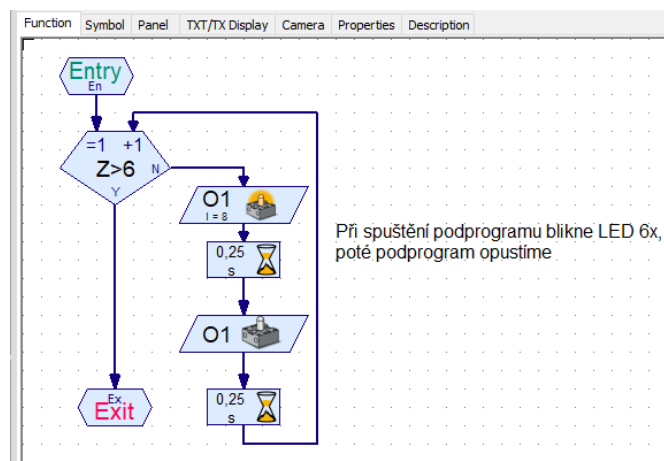 Function Symbol Panel TXT/TX Display Camera Properties Description
Entry
En
=1 +1
Z>6 N
Y
O1
I = 8
0,25
s
Při spuštění podprogramu blikne LED 6x,
poté podprogram opustíme
O1
Ex
Exit
0,25
s